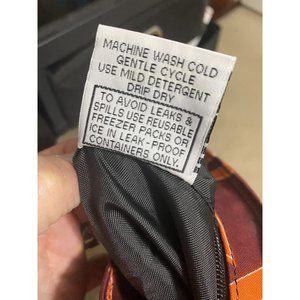 MACHINE WASH COLD
GENTLE CYCLE
USE MILD DETERGENT
DRIP DRY
TO AVOID LEAKS &
SPILLS USE REUSABLE
FREEZER PACKS OR
ICE IN LEAK-PROOF
CONTAINERS ONLY.